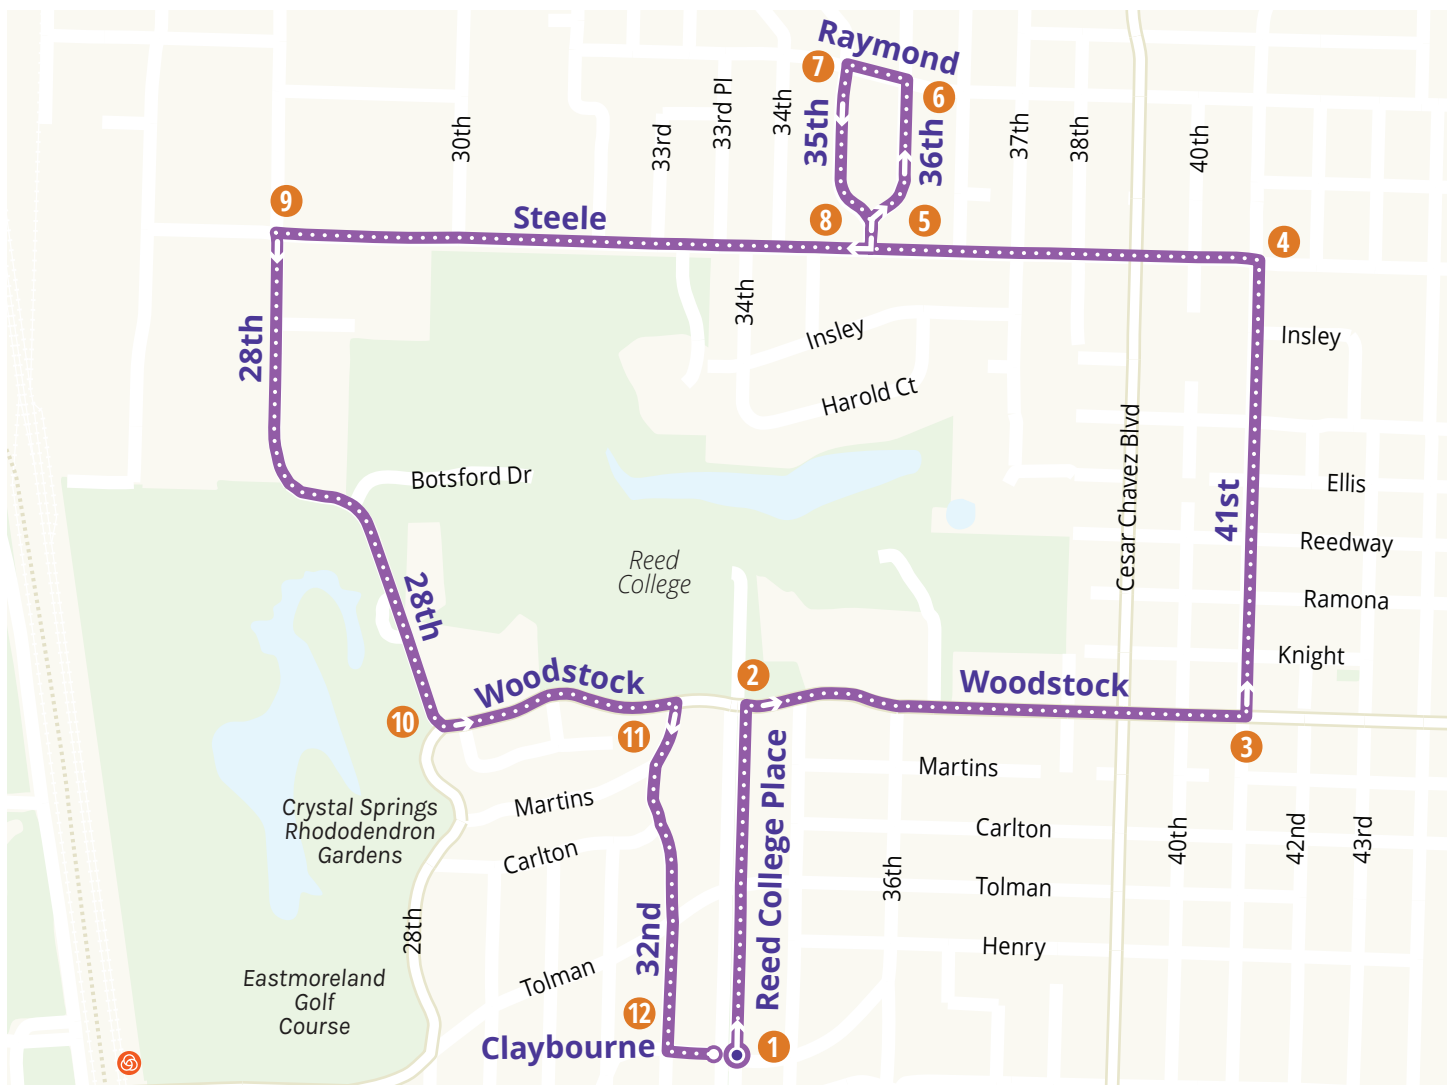 Raymond
7
6
35th
36th
30th
33rd
33rd Pl
34th
37th
38th
40th
9
Steele
8
5
4
28th
34th
Insley
Insley
Harold Ct
Botsford Dr
Cesar Chavez Blvd
41st
Ellis
Reedway
Ramona
Knight
Reed
College
28th
Woodstock
2
Woodstock
10
11
3
Reed College Place
Martins
Martins
Crystal Springs
Rhododendron
Gardens
Carlton
Carlton
40th
42nd
43rd
36th
Tolman
28th
32nd
Henry
Tolman
Eastmoreland
Golf
Course
12
Claybourne
1